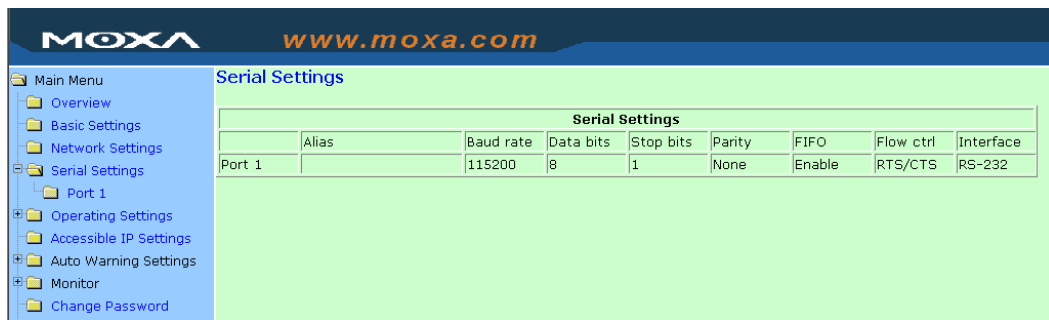 MOXA www.moxa.com
Main Menu
Overview
Basic Settings
Network Settings
Serial Settings
Port 1
Operating Settings
Accessible IP Settings
Auto Warning Settings
Monitor
Change Password
Serial Settings
Serial Settings
Alias Baud rate Data bits Stop bits Parity FIFO Flow ctrl Interface
Port 1 115200 8 1 None Enable RTS/CTS RS-232